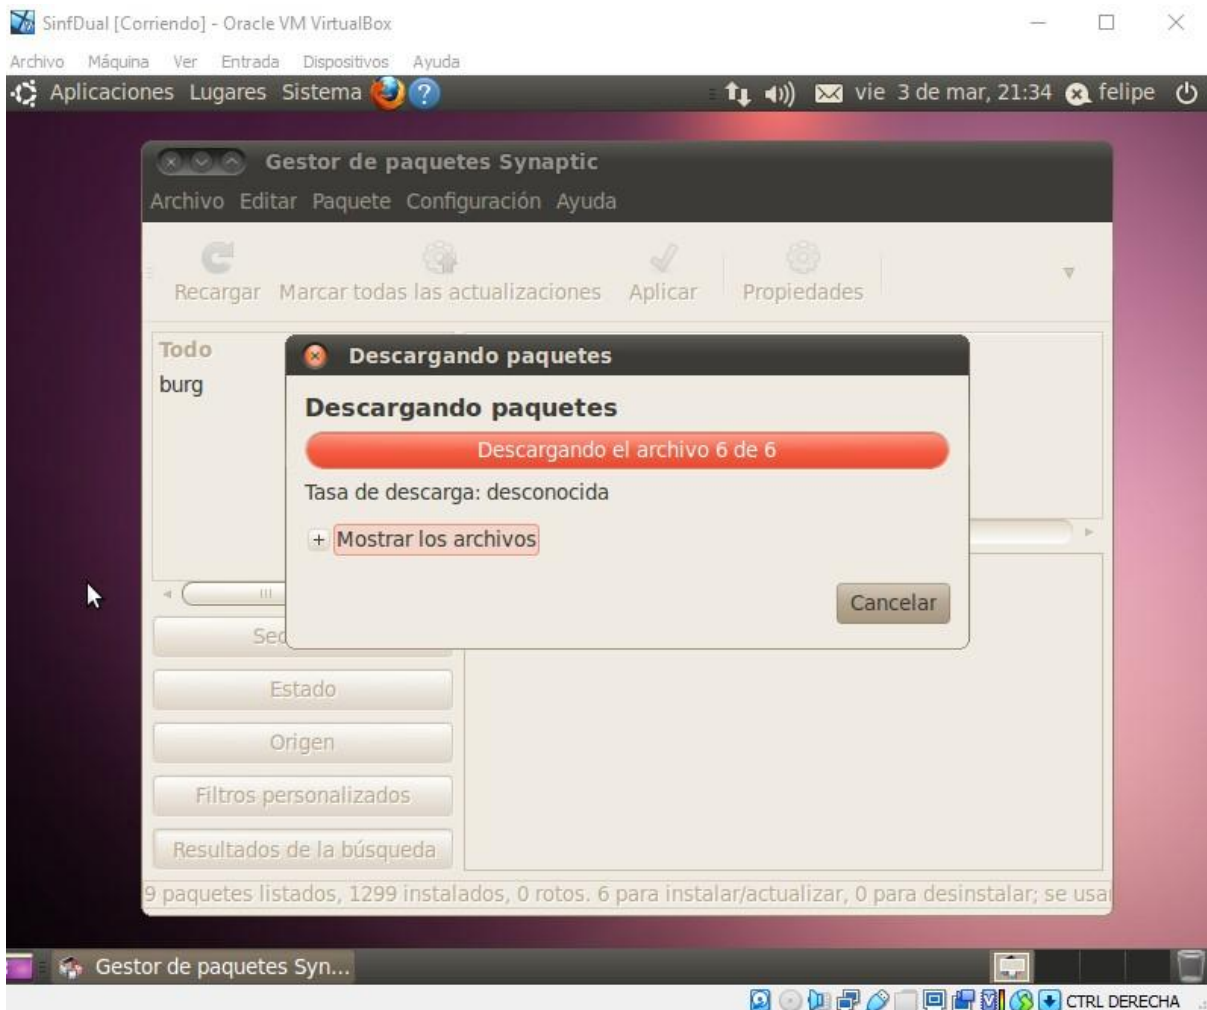 SinfDual [Corriendo] - Oracle VM VirtualBox
Archivo Máquina Ver Entrada Dispositivos Ayuda
Aplicaciones Lugares Sistema vie 3 de mar, 21:34 felipe
Gestor de paquetes Synaptic
Archivo Editar Paquete Configuración Ayuda
Recargar Marcar todas las actualizaciones Aplicar Propiedades
Todo
burg
Descargando paquetes
Descargando paquetes
Descargando el archivo 6 de 6
Tasa de descarga: desconocida
+ Mostrar los archivos
Cancelar
Estado
Origen
Filtros personalizados
Resultados de la búsqueda
9 paquetes listados, 1299 instalados, 0 rotos. 6 para instalar/actualizar, 0 para desinstalar; se usa
Gestor de paquetes Syn...
CTRL DERECHA